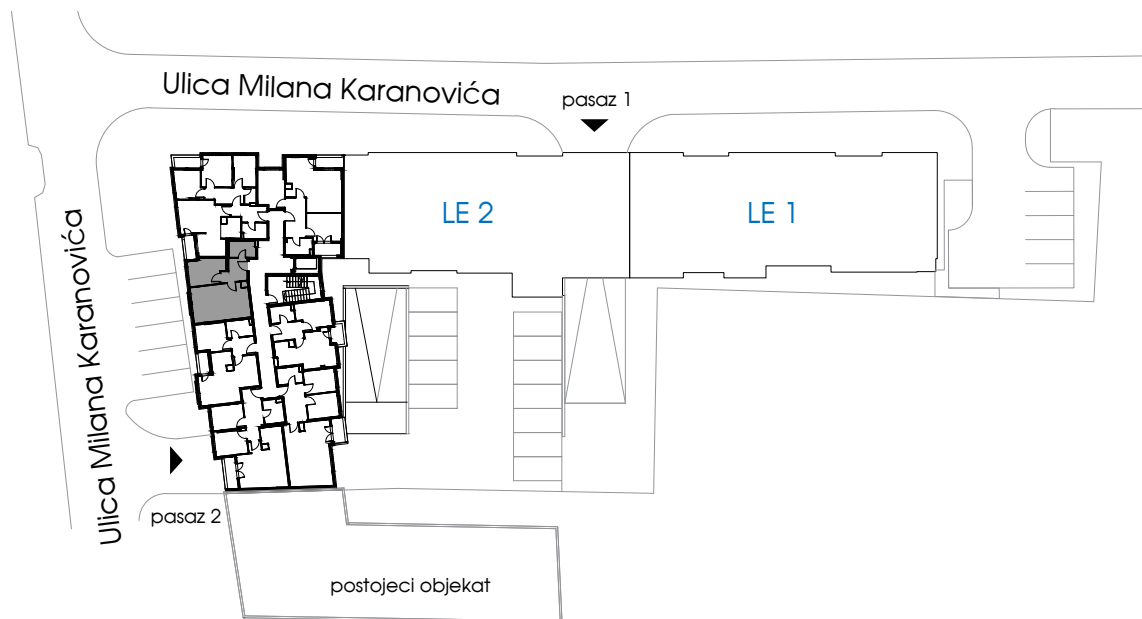 Ulica Milana Karanovića
pasaz 1
LE 2
LE 1
Ulica Milana Karanovića
pasaz 2
postojeci objekat